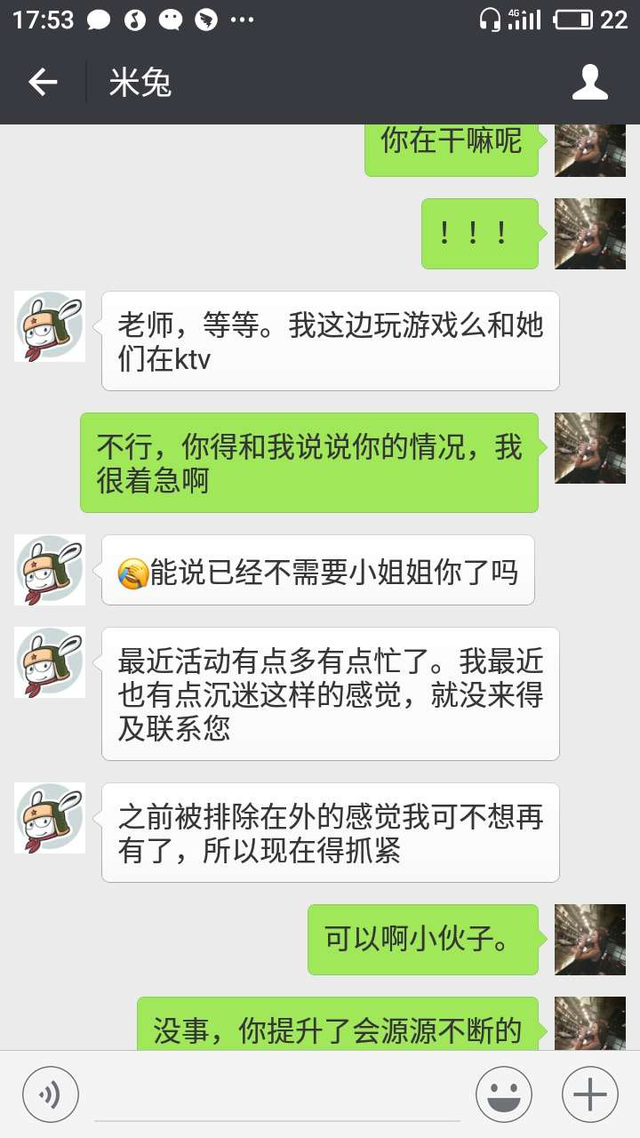 17:53
4G
22
米兔
你在干嘛呢
！！！
老师，等等。我这边玩游戏么和她
们在ktv
不行，你得和我说说你的情况，我
很着急啊
🤣能说已经不需要小姐姐你了吗
最近活动有点多有点忙了。我最近
也有点沉迷这样的感觉，就没来得
及联系您
之前被排除在外的感觉我可不想再
有了，所以现在得抓紧
可以啊小伙子。
没事，你提升了会源源不断的